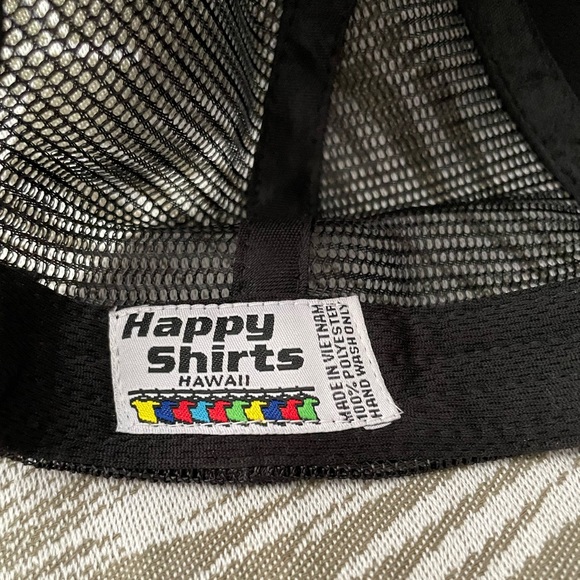 Happy
Shirts
HAWAII
MADE IN VIETNAM
100% POLYESTER
HAND WASH ONLY